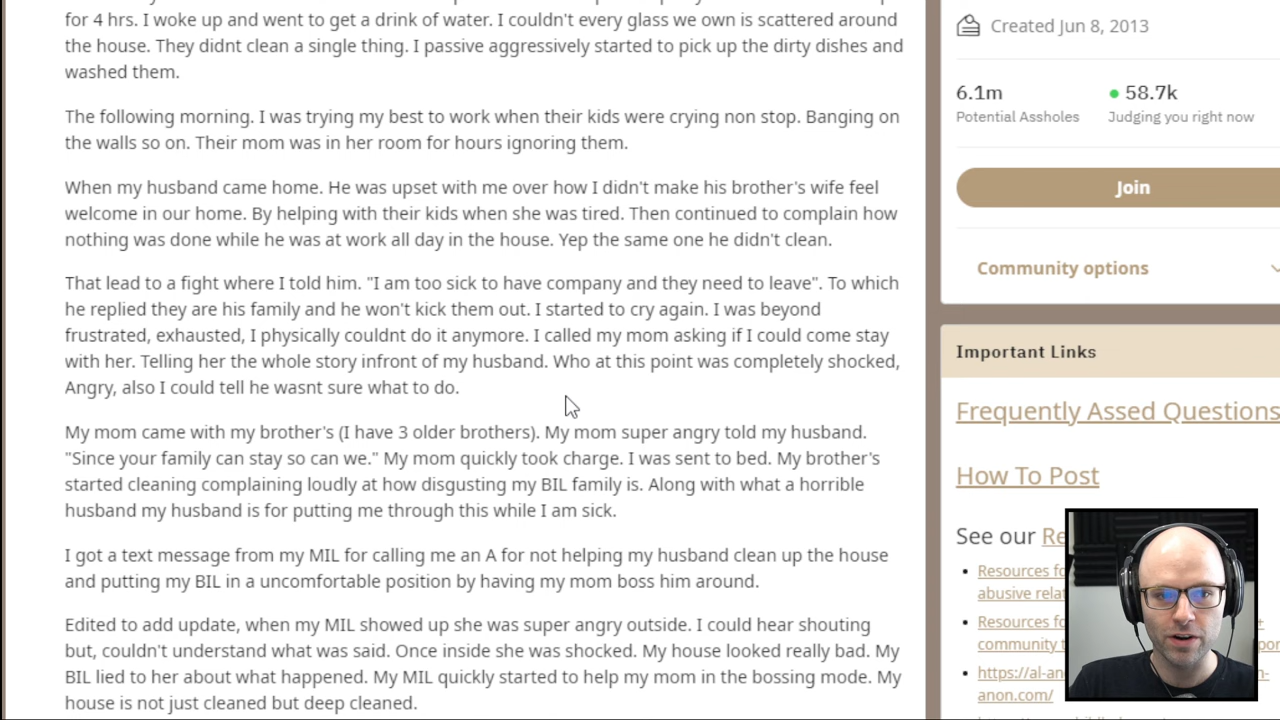 for 4 hrs. I woke up and went to get a drink of water. I couldn't every glass we own is scattered around
the house. They didnt clean a single thing. I passive aggressively started to pick up the dirty dishes and
washed them.
The following morning. I was trying my best to work when their kids were crying non stop. Banging on
the walls so on. Their mom was in her room for hours ignoring them.
When my husband came home. He was upset with me over how I didn't make his brother's wife feel
welcome in our home. By helping with their kids when she was tired. Then continued to complain how
nothing was done while he was at work all day in the house. Yep the same one he didn't clean.
That lead to a fight where I told him. "I am too sick to have company and they need to leave". To which
he replied they are his family and he won't kick them out. I started to cry again. I was beyond
frustrated, exhausted, I physically couldnt do it anymore. I called my mom asking if I could come stay
with her. Telling her the whole story infront of my husband. Who at this point was completely shocked,
Angry, also I could tell he wasnt sure what to do.
My mom came with my brother's (I have 3 older brothers). My mom super angry told my husband.
"Since your family can stay so can we." My mom quickly took charge. I was sent to bed. My brother's
started cleaning complaining loudly at how disgusting my BIL family is. Along with what a horrible
husband my husband is for putting me through this while I am sick.
I got a text message from my MIL for calling me an A for not helping my husband clean up the house
and putting my BIL in a uncomfortable position by having my mom boss him around.
Edited to add update, when my MIL showed up she was super angry outside. I could hear shouting
but, couldn't understand what was said. Once inside she was shocked. My house looked really bad. My
BIL lied to her about what happened. My MIL quickly started to help my mom in the bossing mode. My
house is not just cleaned but deep cleaned.
Created Jun 8, 2013
6.1m 58.7k
Potential Assholes Judging you right now
Join
Community options
Important Links
Frequently Assed Questions
How To Post
See our Re
Resources fo
abusive rela
Resources fo
community t
https://al-an
anon.com/